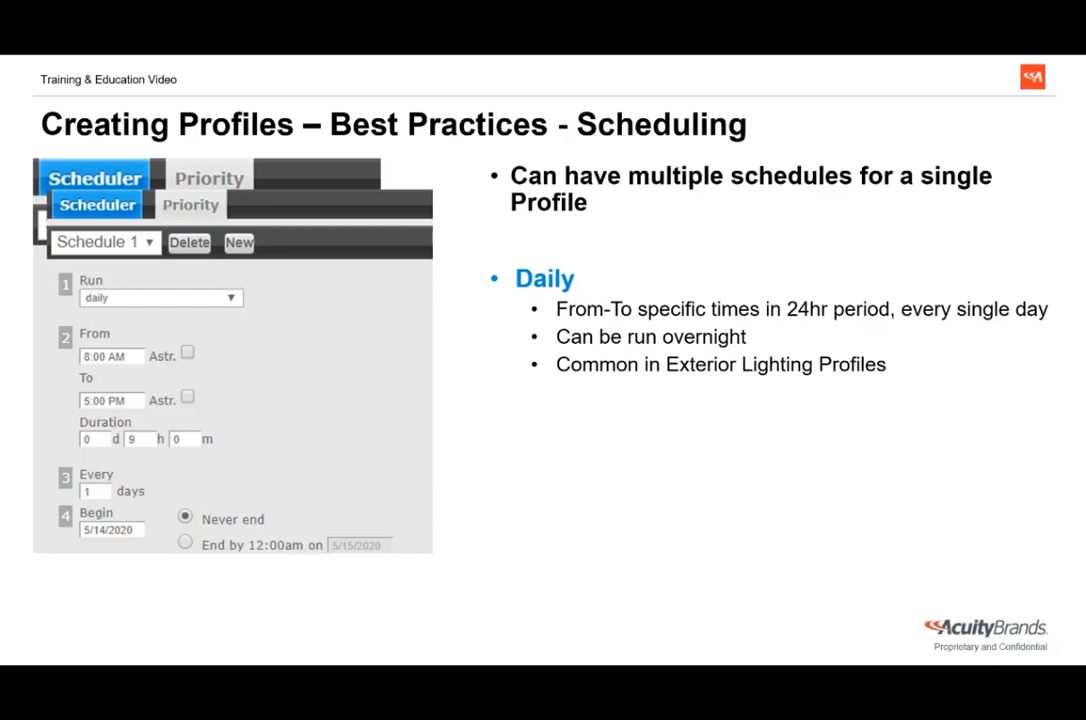 Training & Education Video
Creating Profiles – Best Practices - Scheduling
Scheduler Priority
Scheduler Priority
Schedule 1 Delete New
1 Run
daily
2 From
8:00 AM Astr.
To
5:00 PM Astr.
Duration
0 d 9 h 0 m
3 Every
1 days
4 Begin
5/14/2020
Never end
End by 12:00am on 5/15/2020
• Can have multiple schedules for a single
Profile
• Daily
• From-To specific times in 24hr period, every single day
• Can be run overnight
• Common in Exterior Lighting Profiles
AcuityBrands.
Proprietary and Confidential